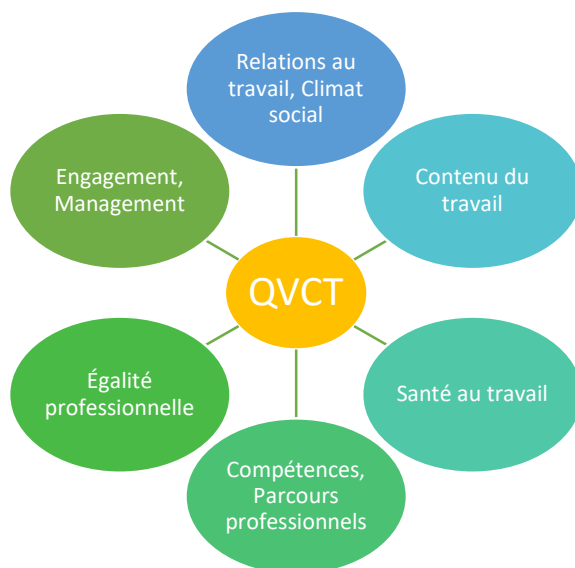 Relations au
travail, Climat
social
Contenu du
travail
Santé au travail
Compétences,
Parcours
professionnels
Égalité
professionnelle
Engagement,
Management
QVCT